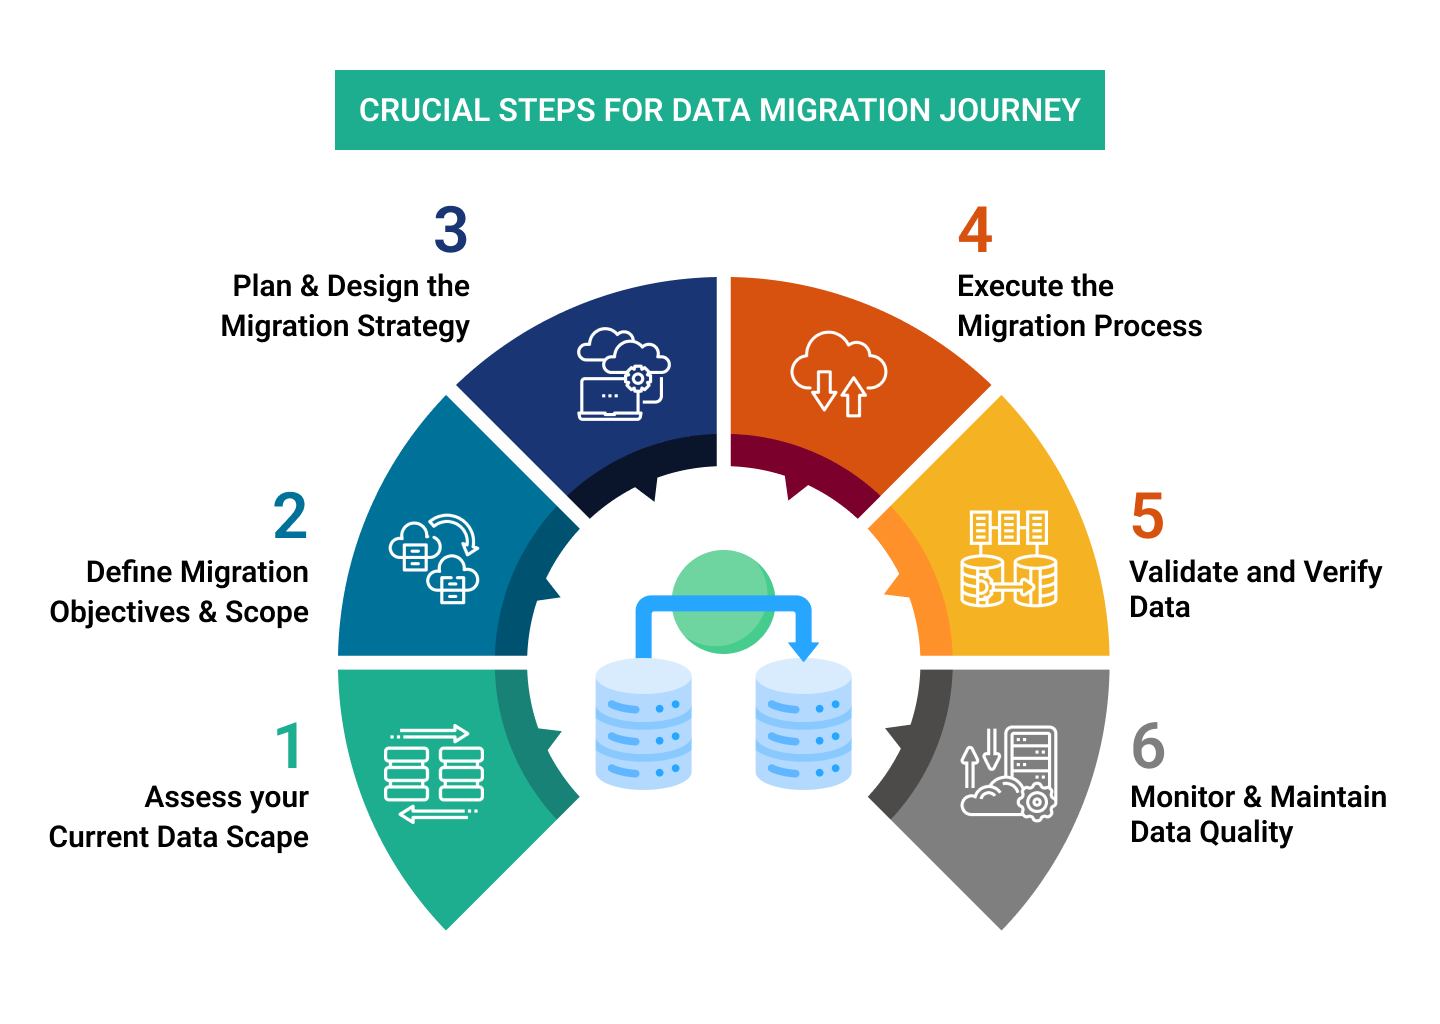 CRUCIAL STEPS FOR DATA MIGRATION JOURNEY
1
Assess your
Current Data Scape
2
Define Migration
Objectives & Scope
3
Plan & Design the
Migration Strategy
4
Execute the
Migration Process
5
Validate and Verify
Data
6
Monitor & Maintain
Data Quality